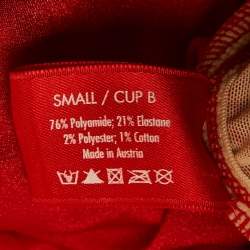 SMALL / CUP B
76% Polyamide; 21% Elastane
2% Polyester; 1% Cotton
Made in Austria